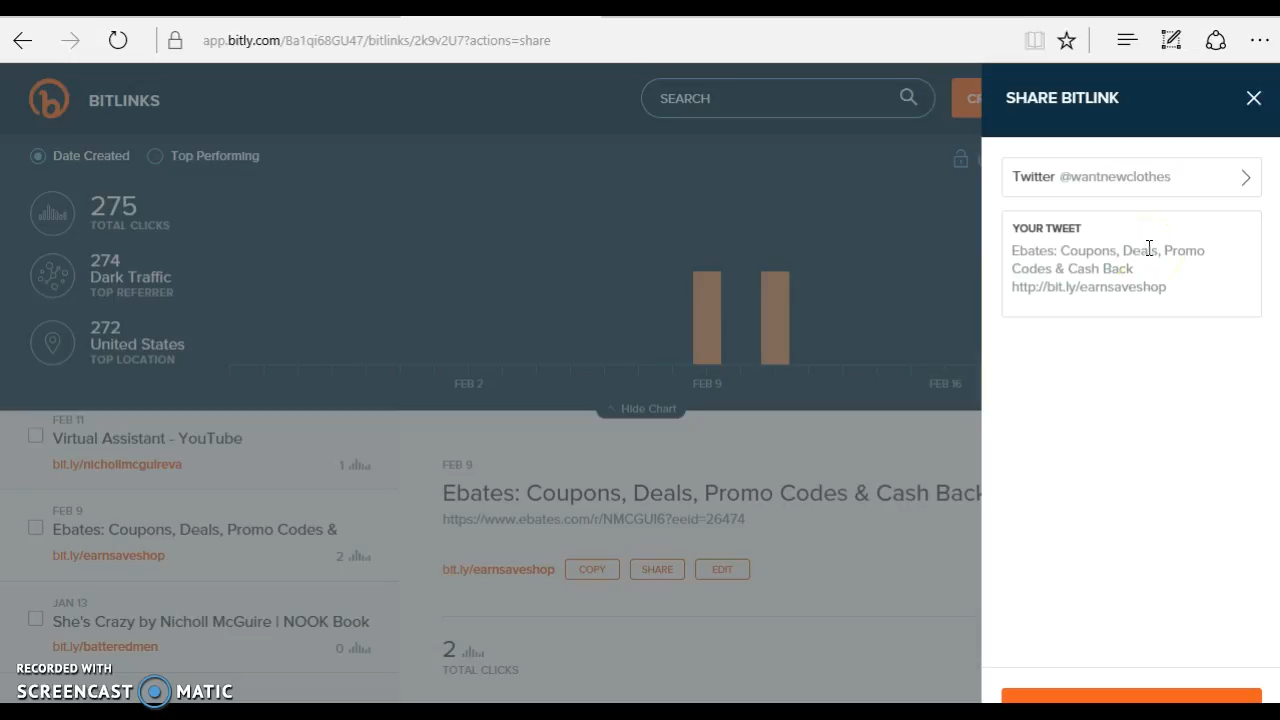 app.bitly.com/Ba1qi68GU47/bitlinks/2k9v2U7?actions=share
BITLINKS
SEARCH
SHARE BITLINK
Date Created
Top Performing
275
TOTAL CLICKS
274
Dark Traffic
TOP REFERRER
272
United States
TOP LOCATION
FEB 2
FEB 9
FEB 16
Hide Chart
Twitter @wantnewclothes
YOUR TWEET
Ebates: Coupons, Deals, Promo
Codes & Cash Back
http://bit.ly/earnsaveshop
FEB 11
Virtual Assistant - YouTube
bit.ly/nichollmcguireva
1
FEB 9
Ebates: Coupons, Deals, Promo Codes &
bit.ly/earnsaveshop
2
JAN 13
She's Crazy by Nicholl McGuire | NOOK Book
bit.ly/batteredmen
0
FEB 9
Ebates: Coupons, Deals, Promo Codes & Cash Back
https://www.ebates.com/r/NMCGUI6?eeid=26474
bit.ly/earnsaveshop
COPY
SHARE
EDIT
2
TOTAL CLICKS
RECORDED WITH
SCREENCAST MATIC